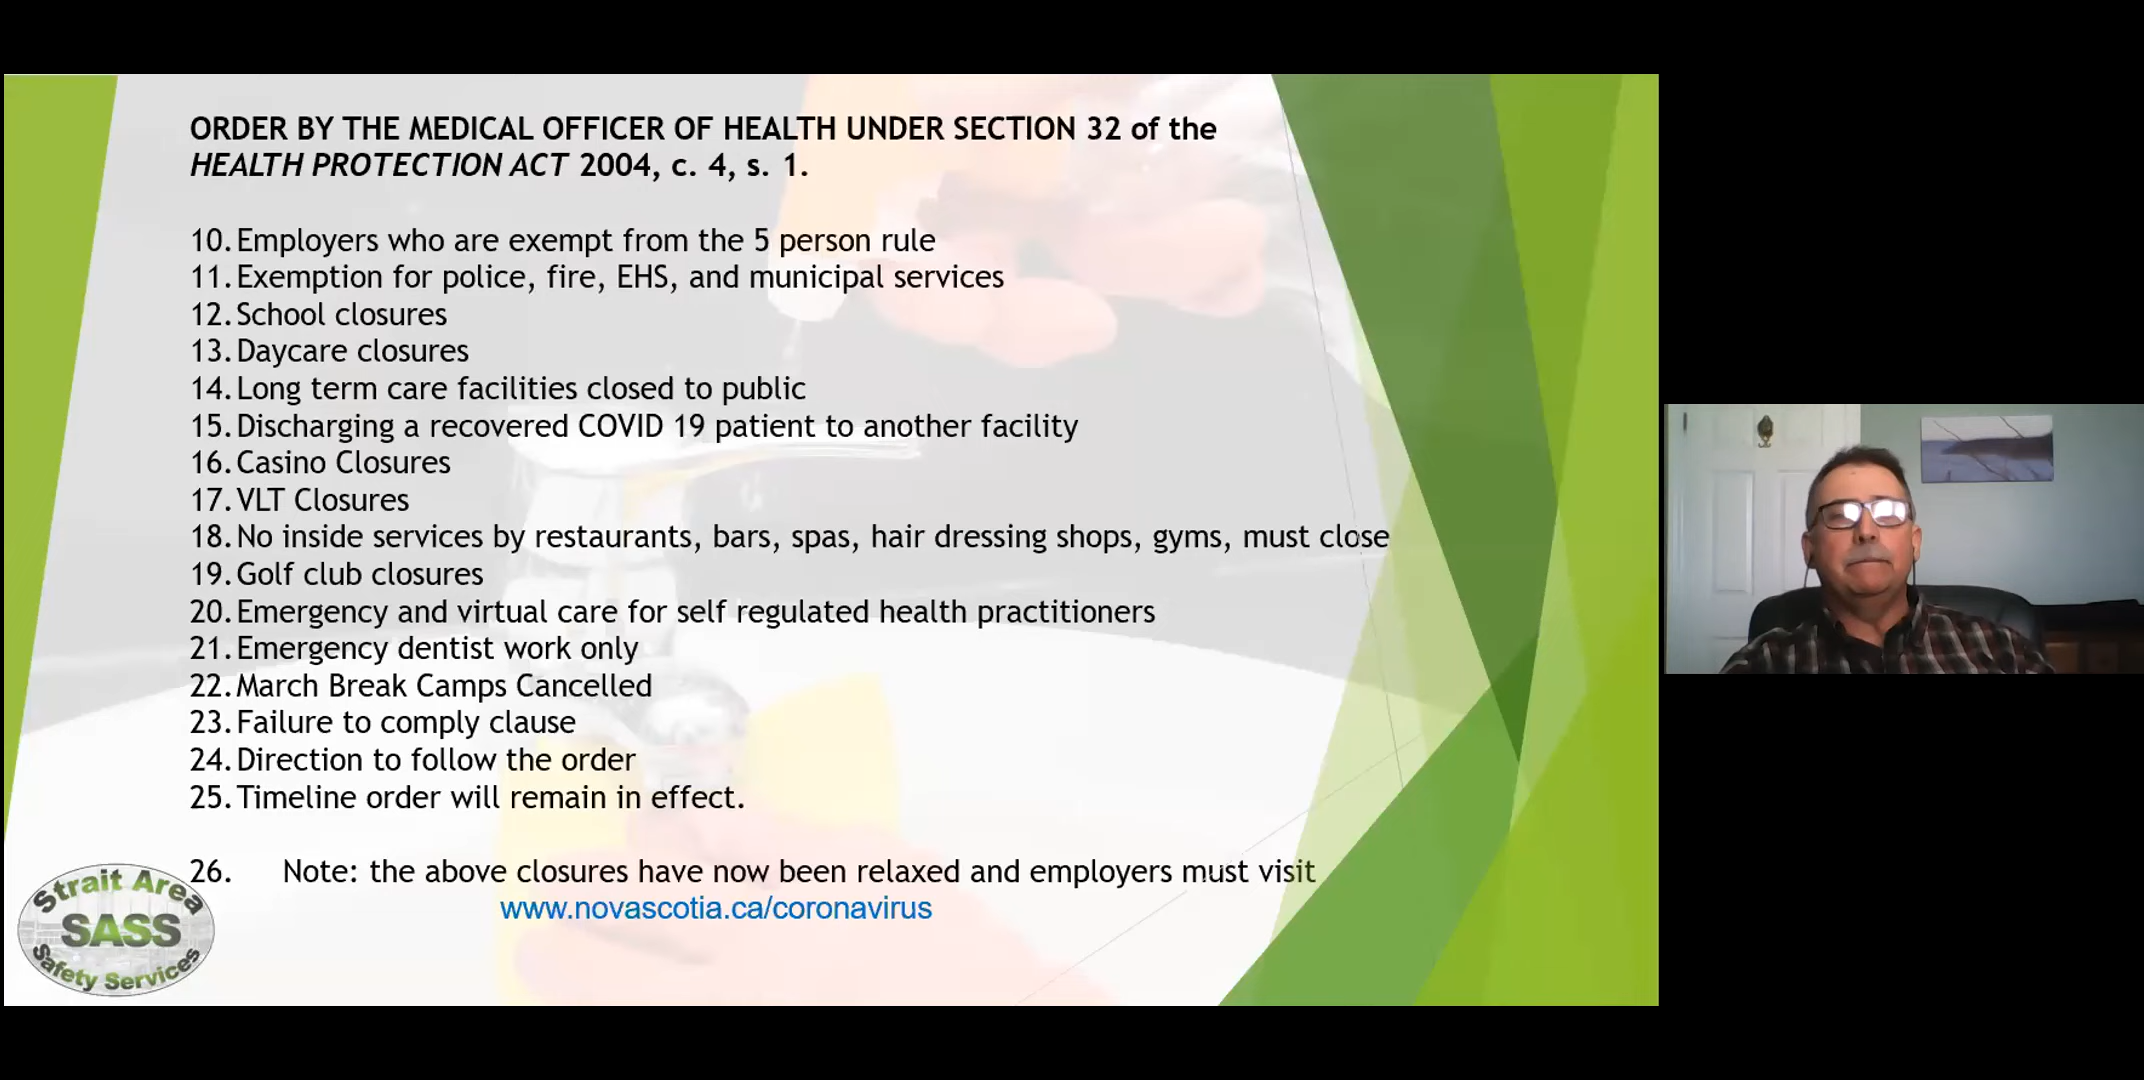 ORDER BY THE MEDICAL OFFICER OF HEALTH UNDER SECTION 32 of the
HEALTH PROTECTION ACT 2004, c. 4, s. 1.
10. Employers who are exempt from the 5 person rule
11. Exemption for police, fire, EHS, and municipal services
12. School closures
13. Daycare closures
14. Long term care facilities closed to public
15. Discharging a recovered COVID 19 patient to another facility
16. Casino Closures
17. VLT Closures
18. No inside services by restaurants, bars, spas, hair dressing shops, gyms, must close
19. Golf club closures
20. Emergency and virtual care for self regulated health practitioners
21. Emergency dentist work only
22. March Break Camps Cancelled
23. Failure to comply clause
24. Direction to follow the order
25. Timeline order will remain in effect.
26. Note: the above closures have now been relaxed and employers must visit
www.novascotia.ca/coronavirus
Strait Area
SASS
Safety Services